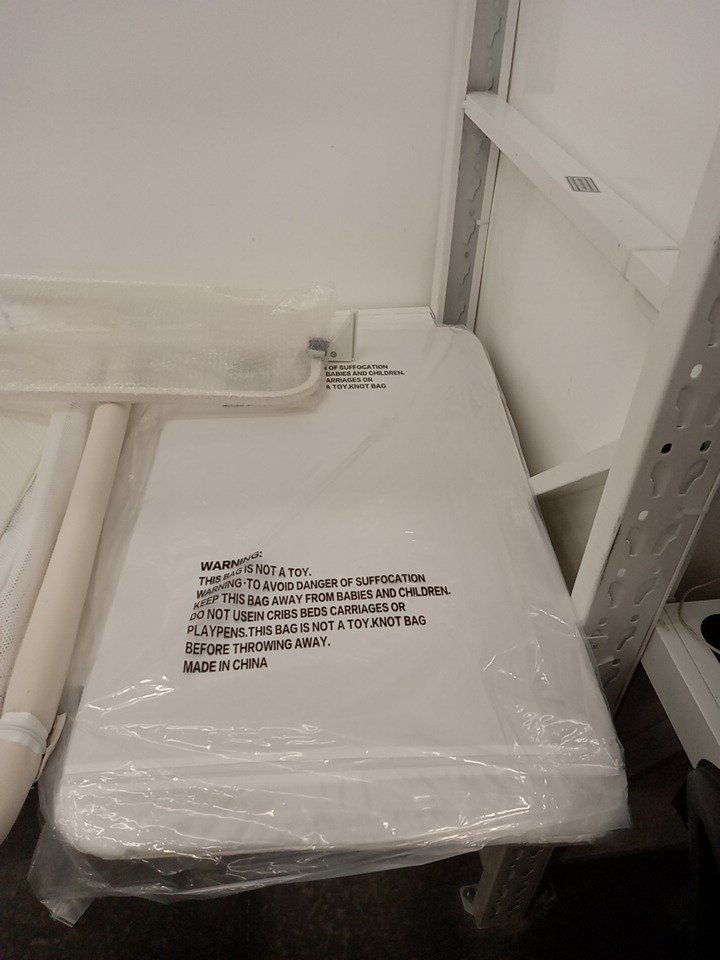 OF SUFFOCATION
BABIES AND CHILDREN.
ARRIAGES OR
A TOY.KNOT BAG
WARNING:
THIS BAG IS NOT A TOY.
WARNING·TO AVOID DANGER OF SUFFOCATION
KEEP THIS BAG AWAY FROM BABIES AND CHILDREN.
DO NOT USEIN CRIBS BEDS CARRIAGES OR
PLAYPENS.THIS BAG IS NOT A TOY.KNOT BAG
BEFORE THROWING AWAY.
MADE IN CHINA